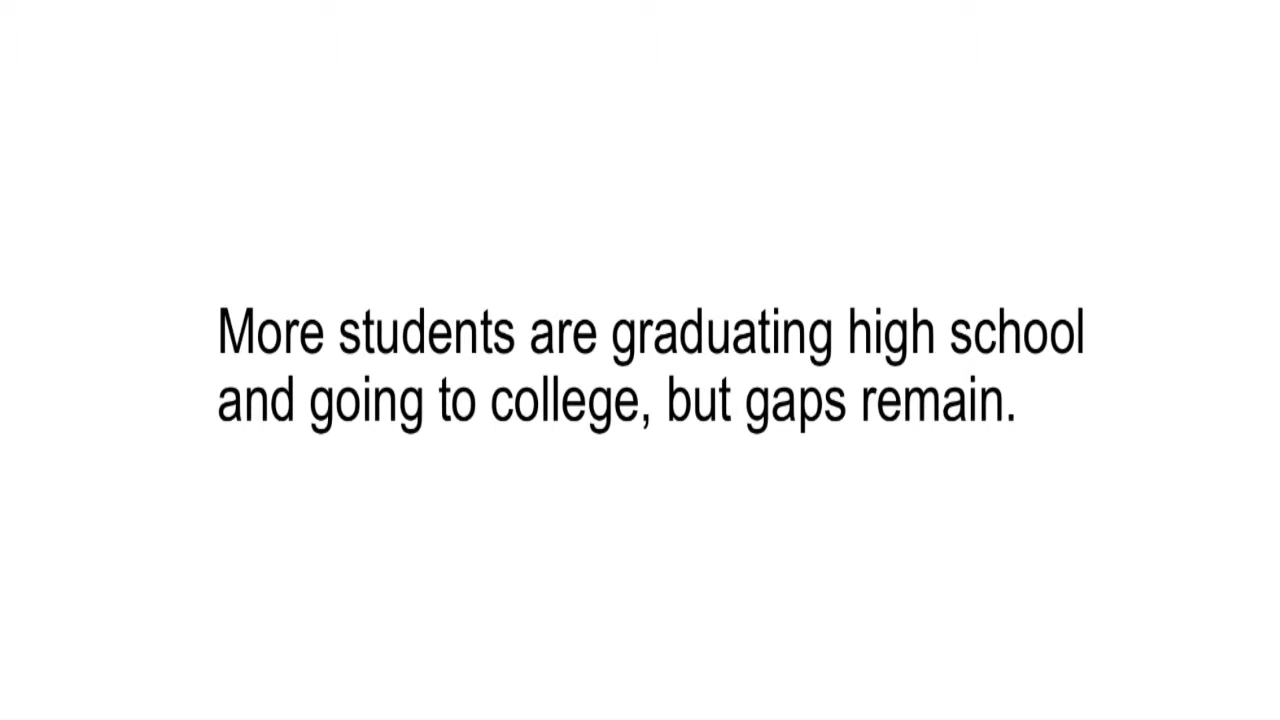 More students are graduating high school
and going to college, but gaps remain.